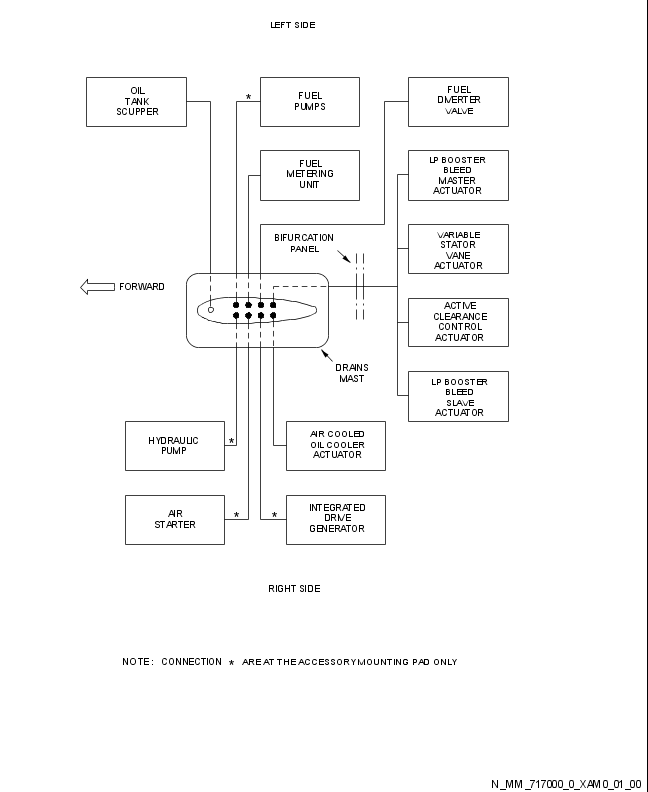 LEFT SIDE
OIL
TANK
SCUPPER
*
FUEL
PUMPS
FUEL
DIVERTER
VALVE
FUEL
METERING
UNIT
LP BOOSTER
BLEED
MASTER
ACTUATOR
BIFURCATION
PANEL
VARIABLE
STATOR
VANE
ACTUATOR
FORWARD
ACTIVE
CLEARANCE
CONTROL
ACTUATOR
DRAINS
MAST
LP BOOSTER
BLEED
SLAVE
ACTUATOR
HYDRAULIC
PUMP
*
AIR COOLED
OIL COOLER
ACTUATOR
AIR
STARTER
*
*
INTEGRATED
DRIVE
GENERATOR
RIGHT SIDE
NOTE: CONNECTION * ARE AT THE ACCESSORY MOUNTING PAD ONLY
N_MM_717000_0_XAM0_01_00